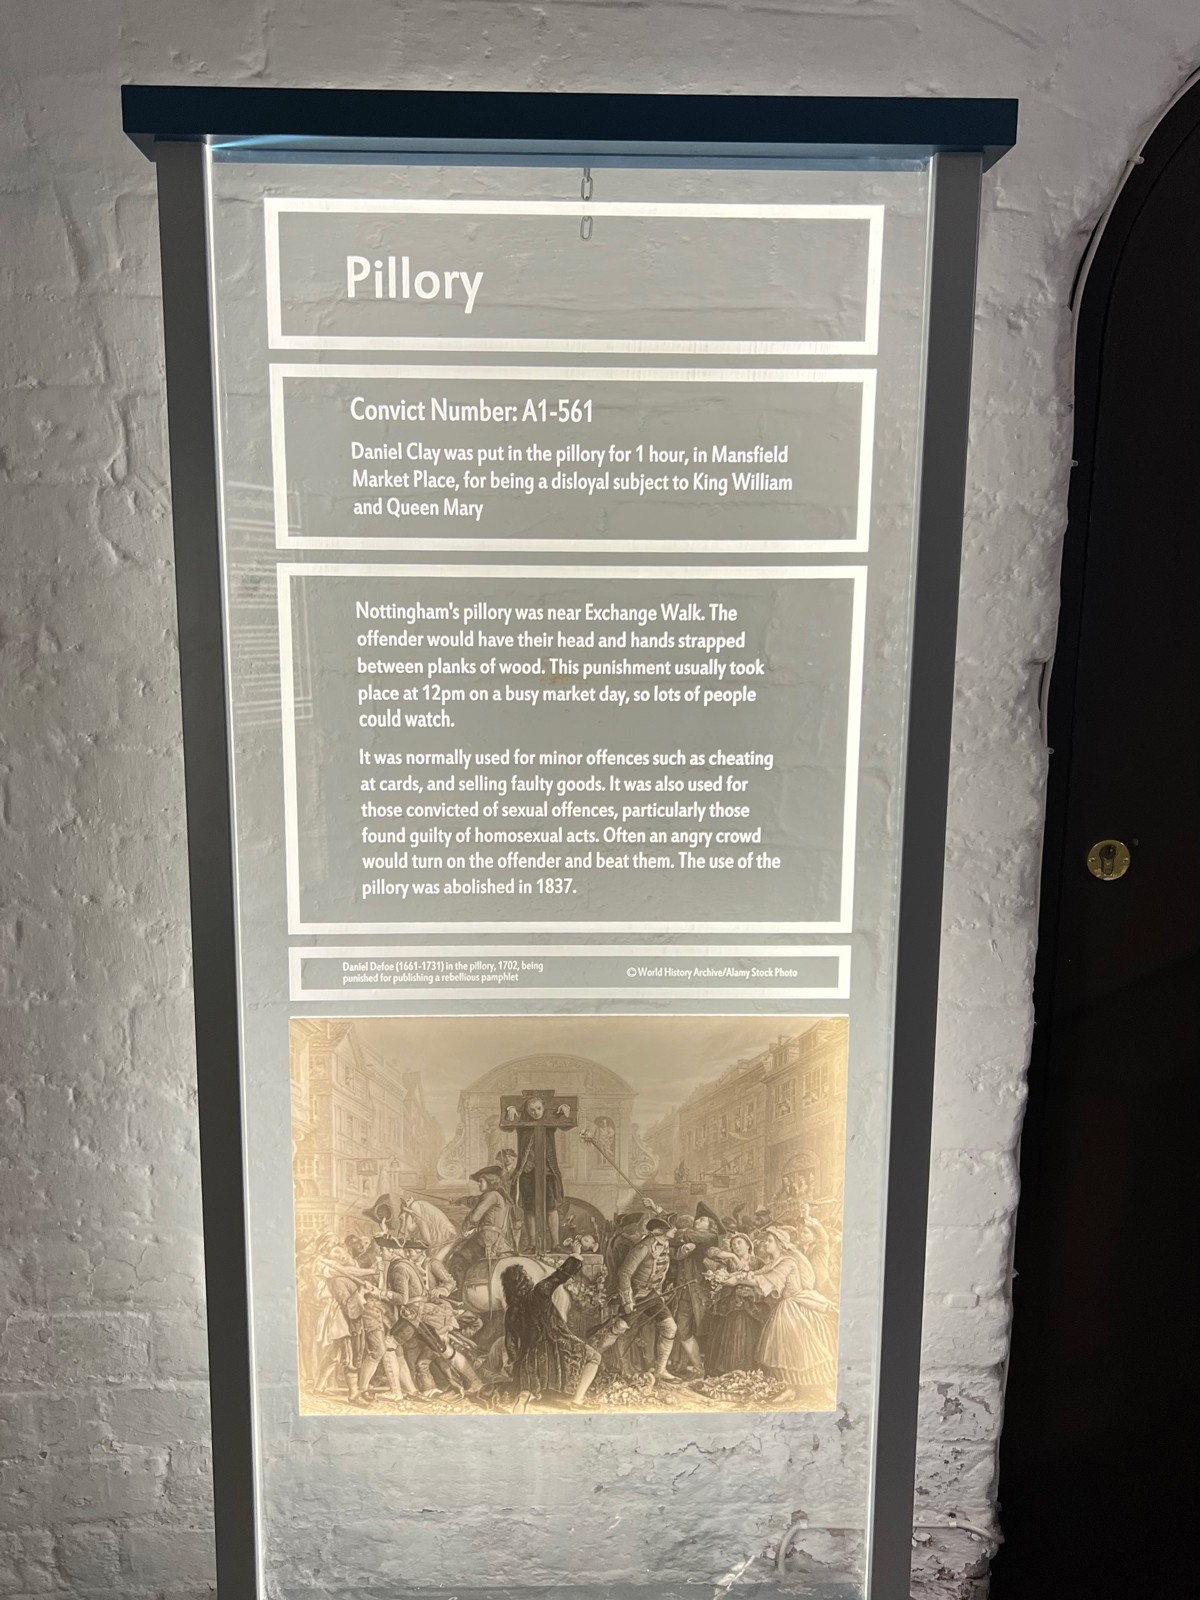 Pillory
Convict Number: A1-561
Daniel Clay was put in the pillory for 1 hour, in Mansfield
Market Place, for being a disloyal subject to King William
and Queen Mary
Nottingham's pillory was near Exchange Walk. The
offender would have their head and hands strapped
between planks of wood. This punishment usually took
place at 12pm on a busy market day, so lots of people
could watch.
It was normally used for minor offences such as cheating
at cards, and selling faulty goods. It was also used for
those convicted of sexual offences, particularly those
found guilty of homosexual acts. Often an angry crowd
would turn on the offender and beat them. The use of the
pillory was abolished in 1837.
Daniel Defoe (1661-1731) in the pillory, 1702, being
punished for publishing a rebellious pamphlet
© World History Archive/Alamy Stock Photo